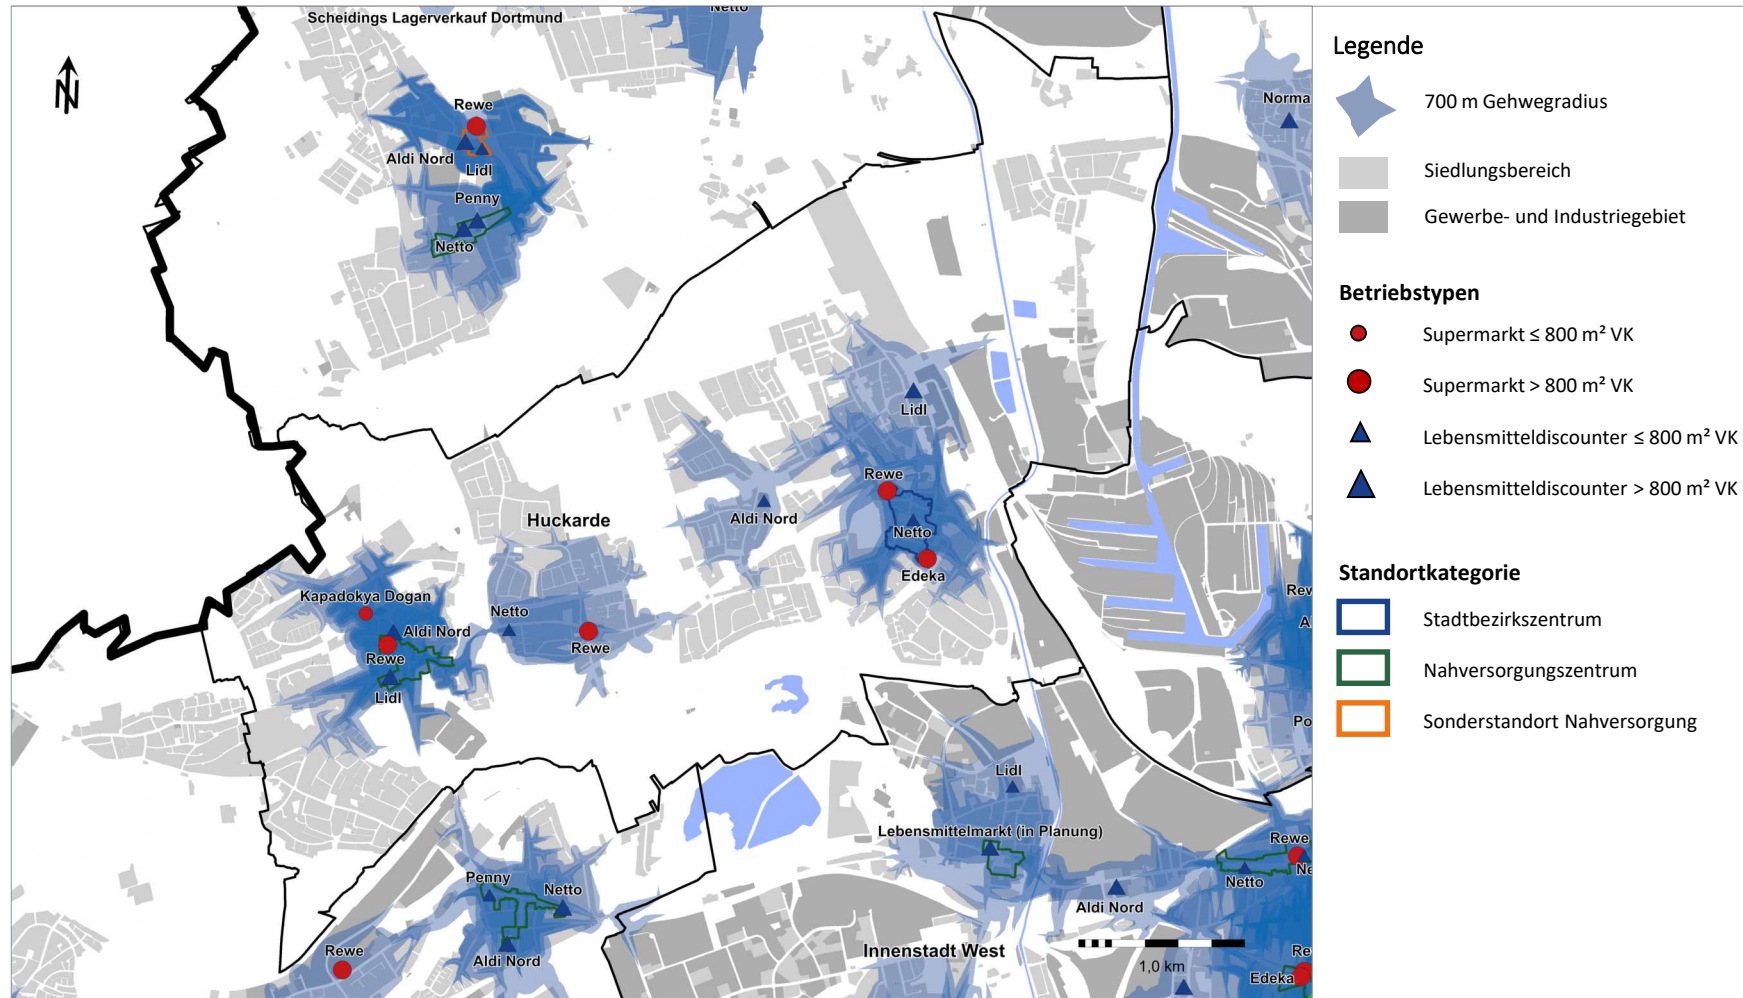 Scheidings Lagerverkauf Dortmund
Netto
N
Rewe
Aldi Nord
Lidl
Penny
Netto
Norma
Lidl
Rewe
Aldi Nord
Netto
Huckarde
Edeka
Kapadokya Dogan
Netto
Aldi Nord
Rewe
Rewe
Lidl
Lidl
Lebensmittelmarkt (in Planung)
Rewe
Penny
Netto
Netto
Aldi Nord
Rewe
Aldi Nord
Innenstadt West
1,0 km
Edeka
Legende
700 m Gehwegradius
Siedlungsbereich
Gewerbe- und Industriegebiet
Betriebstypen
Supermarkt ≤ 800 m² VK
Supermarkt > 800 m² VK
Lebensmitteldiscounter ≤ 800 m² VK
Lebensmitteldiscounter > 800 m² VK
Standortkategorie
Stadtbezirkszentrum
Nahversorgungszentrum
Sonderstandort Nahversorgung